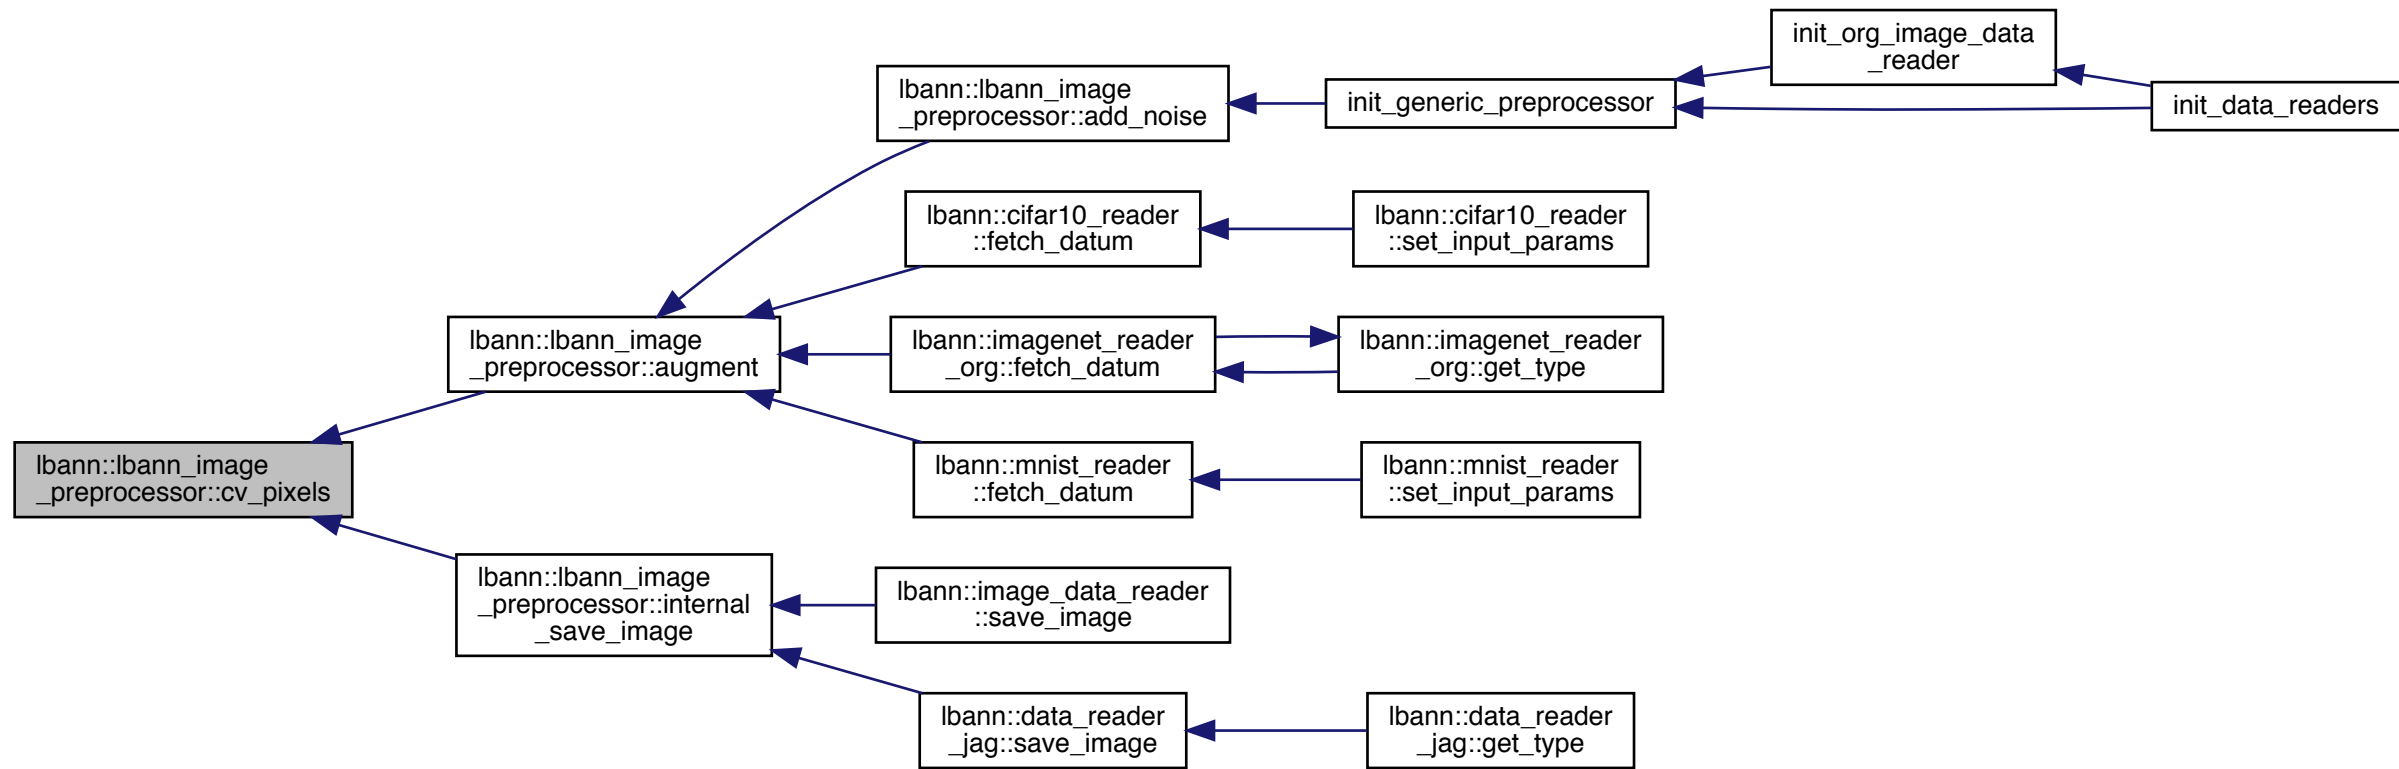 init_org_image_data
_reader
lbann::lbann_image
_preprocessor::add_noise
init_generic_preprocessor
init_data_readers
lbann::cifar10_reader
::fetch_datum
lbann::cifar10_reader
::set_input_params
lbann::lbann_image
_preprocessor::augment
lbann::imagenet_reader
_org::fetch_datum
lbann::imagenet_reader
_org::get_type
lbann::lbann_image
_preprocessor::cv_pixels
lbann::mnist_reader
::fetch_datum
lbann::mnist_reader
::set_input_params
lbann::lbann_image
_preprocessor::internal
_save_image
lbann::image_data_reader
::save_image
lbann::data_reader
_jag::save_image
lbann::data_reader
_jag::get_type